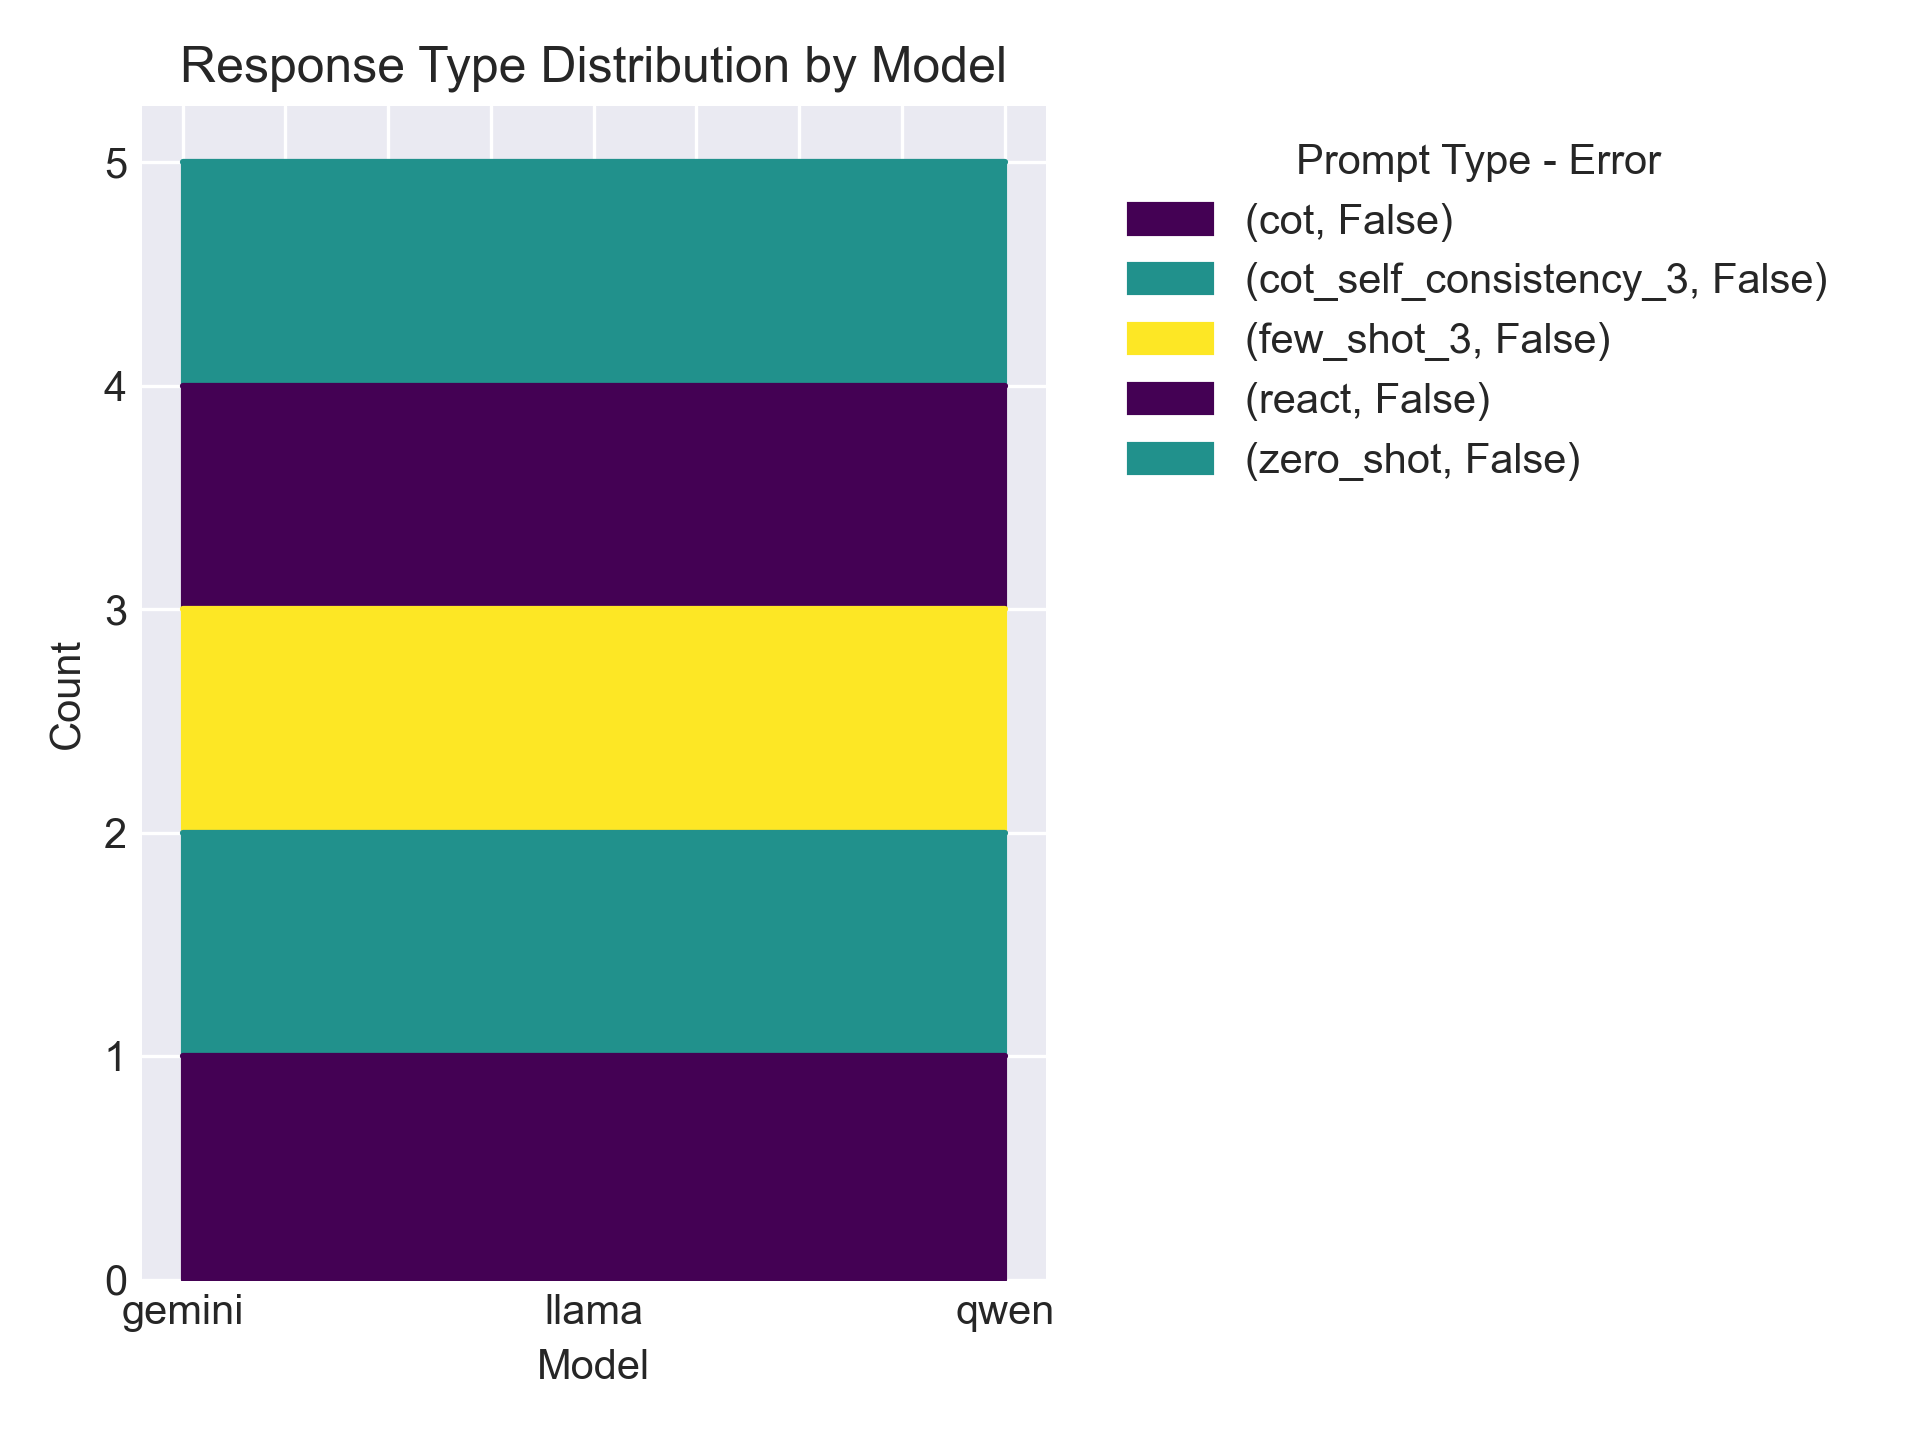 Response Type Distribution by Model
5
4
3
2
1
0
Count
gemini llama qwen
Model
Prompt Type - Error
(cot, False)
(cot_self_consistency_3, False)
(few_shot_3, False)
(react, False)
(zero_shot, False)